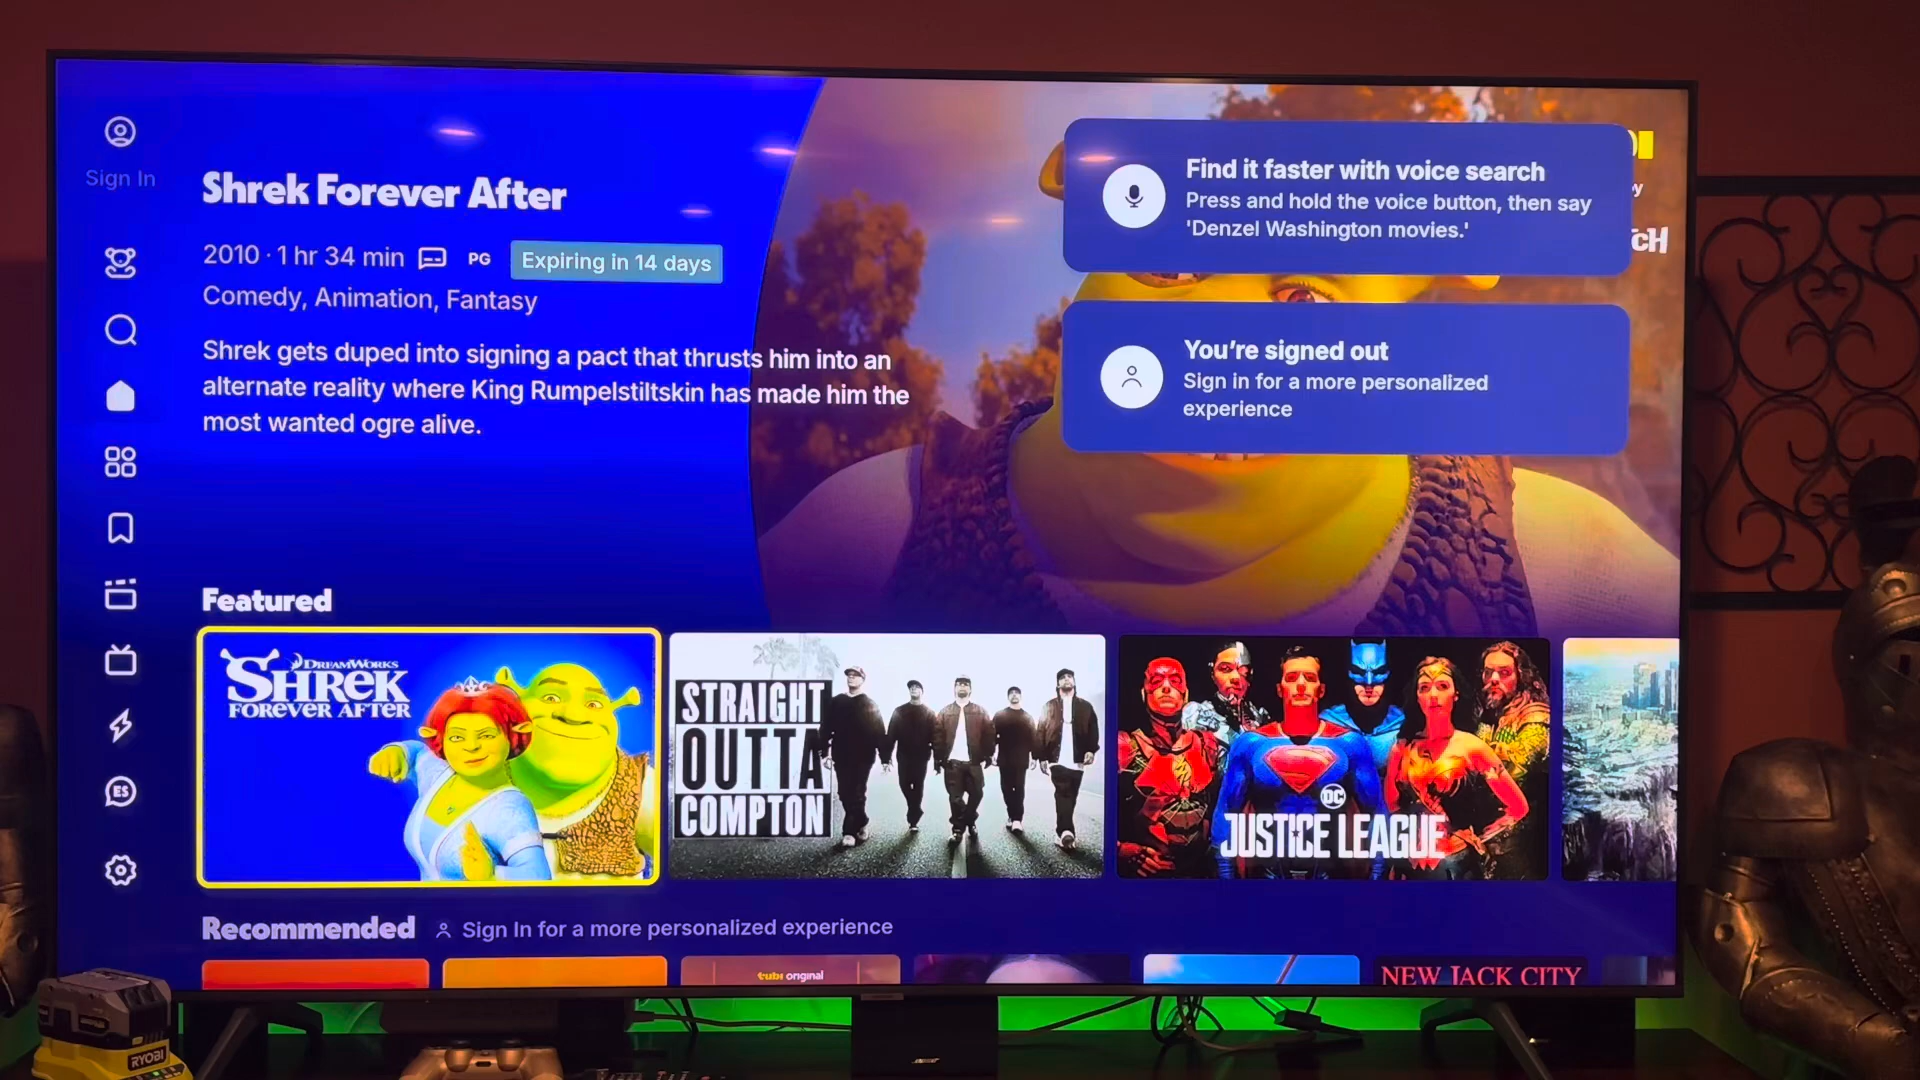 Sign In
Shrek Forever After
2010 · 1 hr 34 min PG Expiring in 14 days
Comedy, Animation, Fantasy
Shrek gets duped into signing a pact that thrusts him into an
alternate reality where King Rumpelstiltskin has made him the
most wanted ogre alive.
Find it faster with voice search
Press and hold the voice button, then say
'Denzel Washington movies.'
You're signed out
Sign in for a more personalized
experience
ES
Featured
DREAMWORKS
SHREK
FOREVER AFTER
STRAIGHT
OUTTA
COMPTON
DC
JUSTICE LEAGUE
Recommended Sign In for a more personalized experience
tubi original
NEW JACK CITY
RYOBI